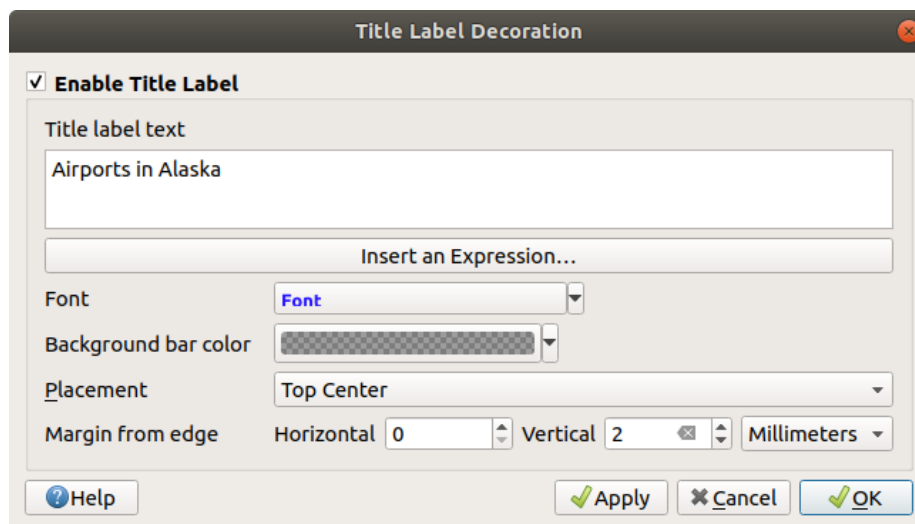 Title Label Decoration
Enable Title Label
Title label text
Airports in Alaska
Insert an Expression...
Font Font
Background bar color
Placement Top Center
Margin from edge Horizontal 0 Vertical 2 Millimeters
Help Apply Cancel OK